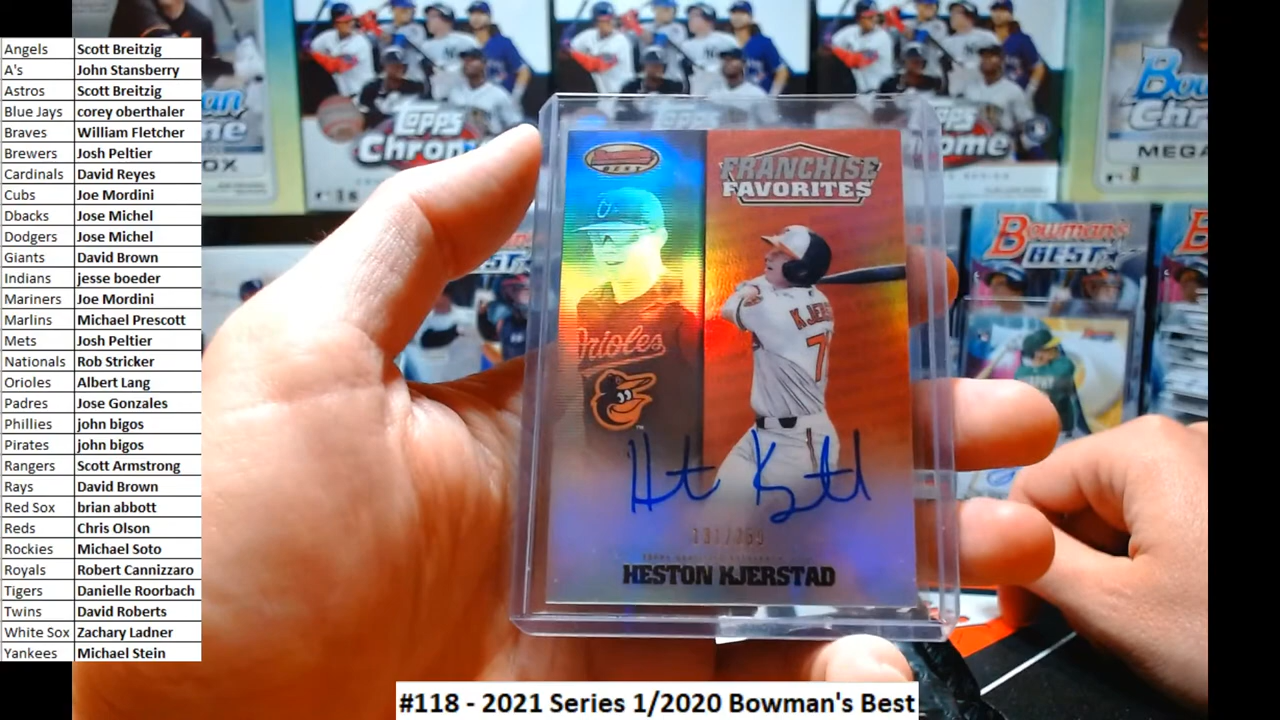 Angels Scott Breitzig
A's John Stansberry
Astros Scott Breitzig
Blue Jays corey oberthaler
Braves William Fletcher
Brewers Josh Peltier
Cardinals David Reyes
Cubs Joe Mordini
Dbacks Jose Michel
Dodgers Jose Michel
Giants David Brown
Indians jesse boeder
Mariners Joe Mordini
Marlins Michael Prescott
Mets Josh Peltier
Nationals Rob Stricker
Orioles Albert Lang
Padres Jose Gonzales
Phillies john bigos
Pirates john bigos
Rangers Scott Armstrong
Rays David Brown
Red Sox brian abbott
Reds Chris Olson
Rockies Michael Soto
Royals Robert Cannizzaro
Tigers Danielle Roorbach
Twins David Roberts
White Sox Zachary Ladner
Yankees Michael Stein
Topps
Chrome
MEGA
Bowman's
BEST
FRANCHISE
FAVORITES
Orioles
HESTON KJERSTAD
#118 - 2021 Series 1/2020 Bowman's Best